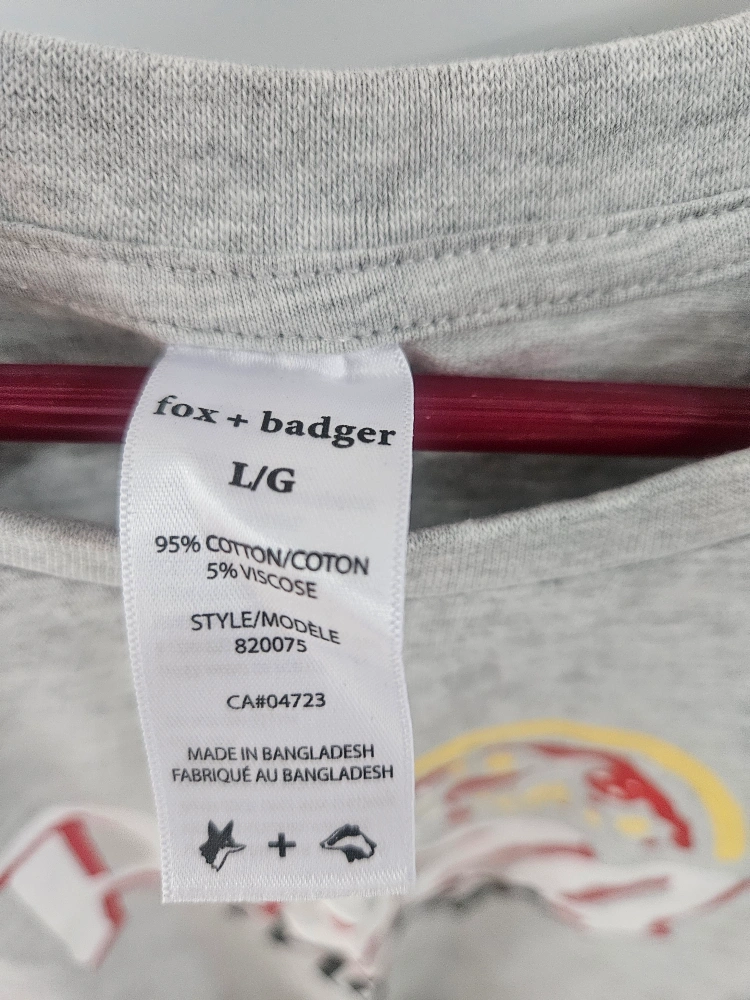 fox + badger
L/G
95% COTTON/COTON
5% VISCOSE
STYLE/MODÈLE
820075
CA#04723
MADE IN BANGLADESH
FABRIQUÉ AU BANGLADESH
+